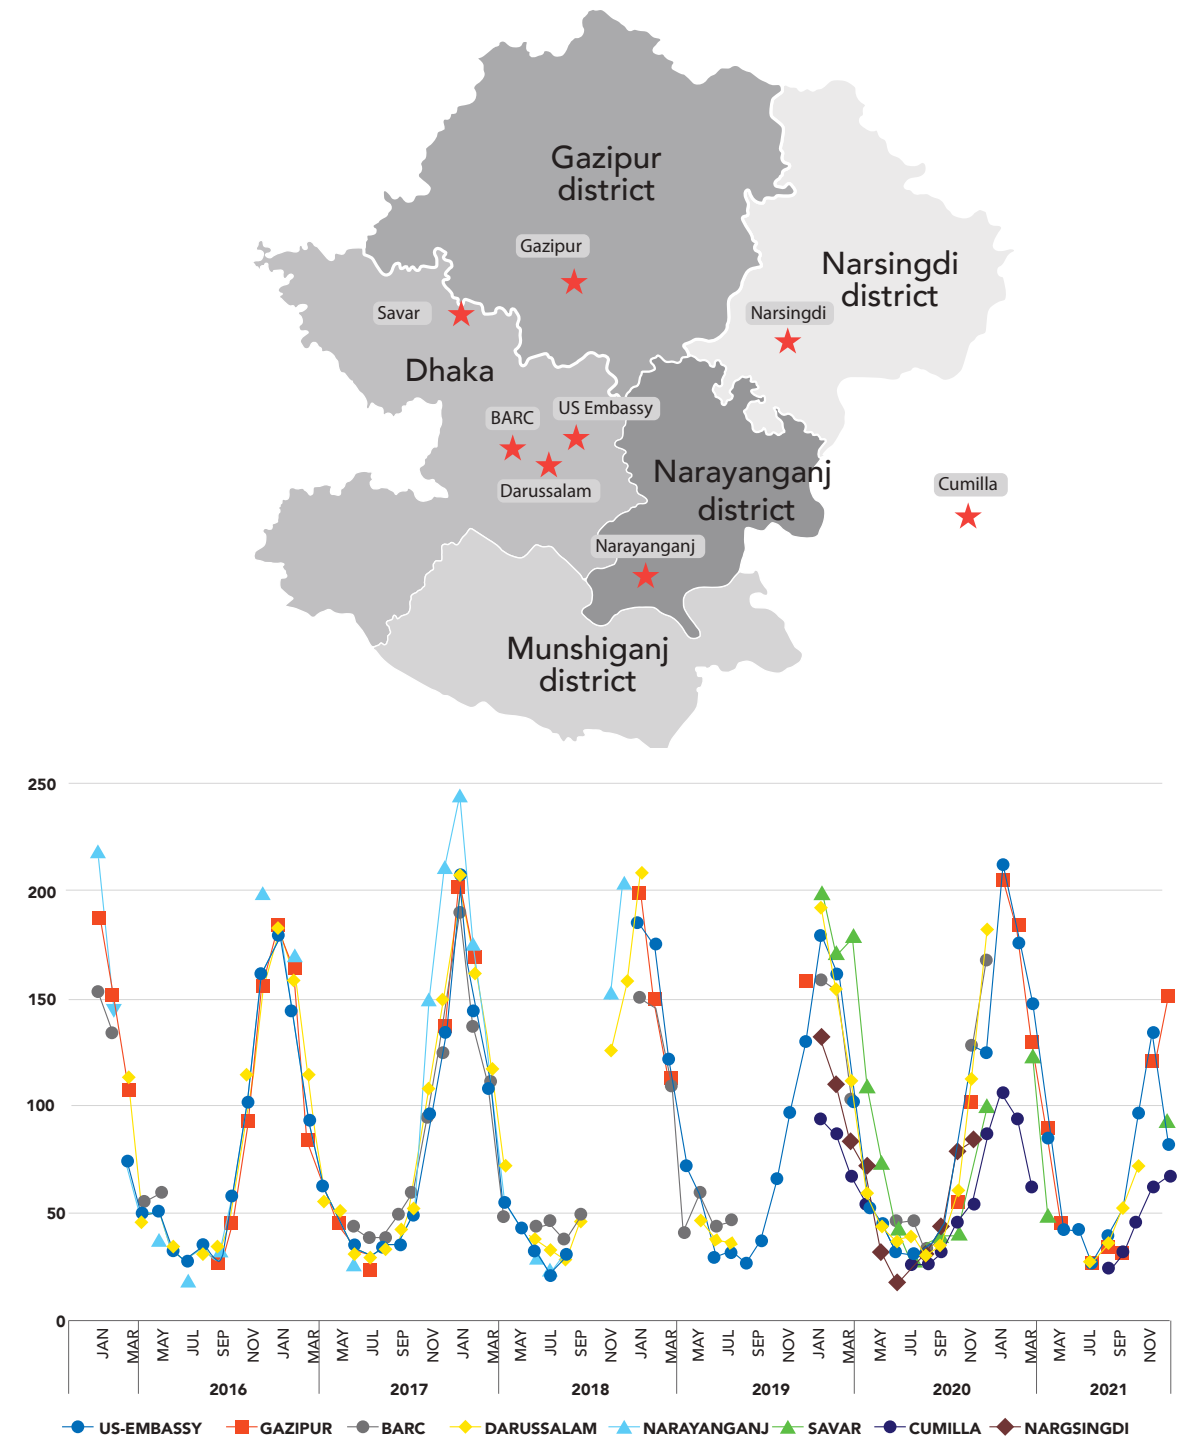 Gazipur
district
Gazipur
Narsingdi
district
Savar
Narsingdi
Dhaka
BARC
US Embassy
Darussalam
Narayanganj
district
Cumilla
Narayanganj
Munshiganj
district
250
200
150
100
50
0
JAN MAR MAY JUL SEP NOV JAN MAR MAY JUL SEP NOV JAN MAR MAY JUL SEP NOV JAN MAR MAY JUL SEP NOV JAN MAR MAY JUL SEP NOV JAN MAR MAY JUL SEP NOV
2016 2017 2018 2019 2020 2021
US-EMBASSY GAZIPUR BARC DARUSSALAM NARAYANGANJ SAVAR CUMILLA NARGSINGDI